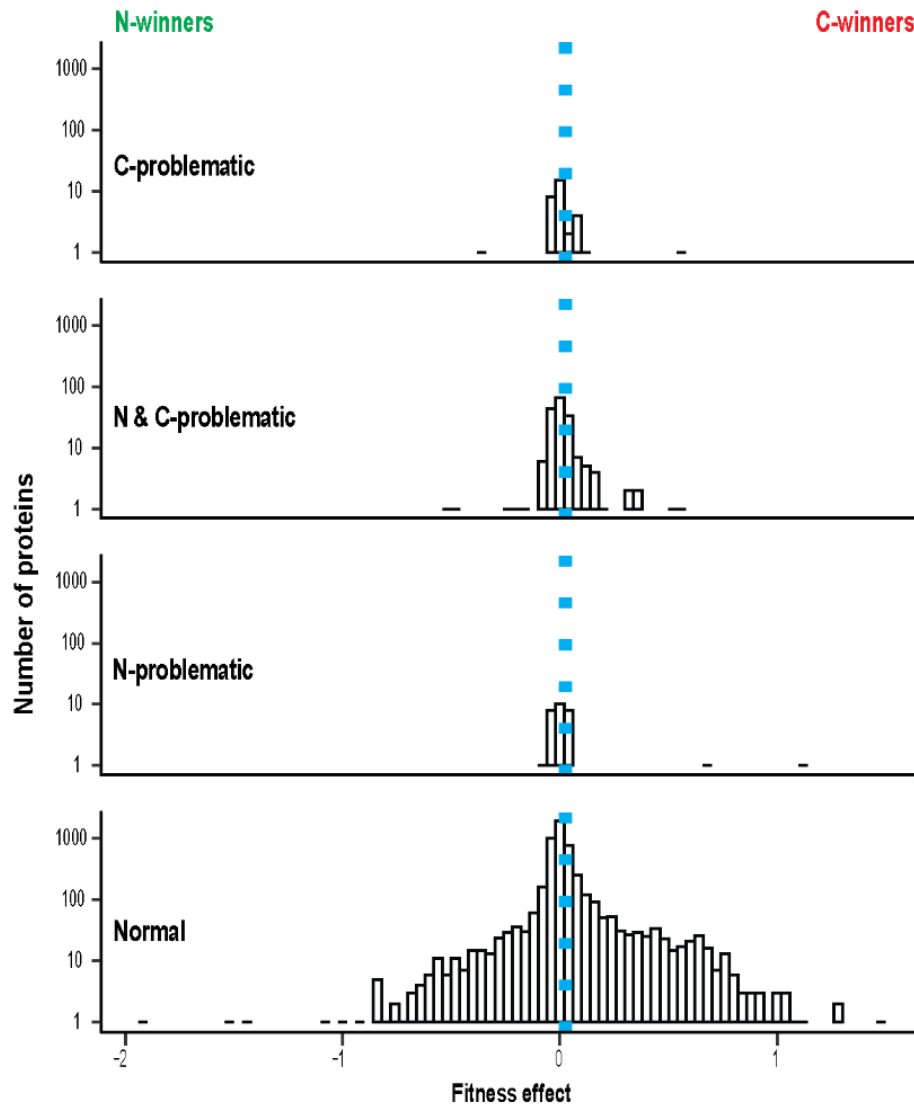 N-winners
C-winners
1000
100
10
1
C-problematic
1000
100
10
1
N & C-problematic
1000
100
10
1
N-problematic
1000
100
10
1
Normal
Number of proteins
−2
−1
0
1
Fitness effect